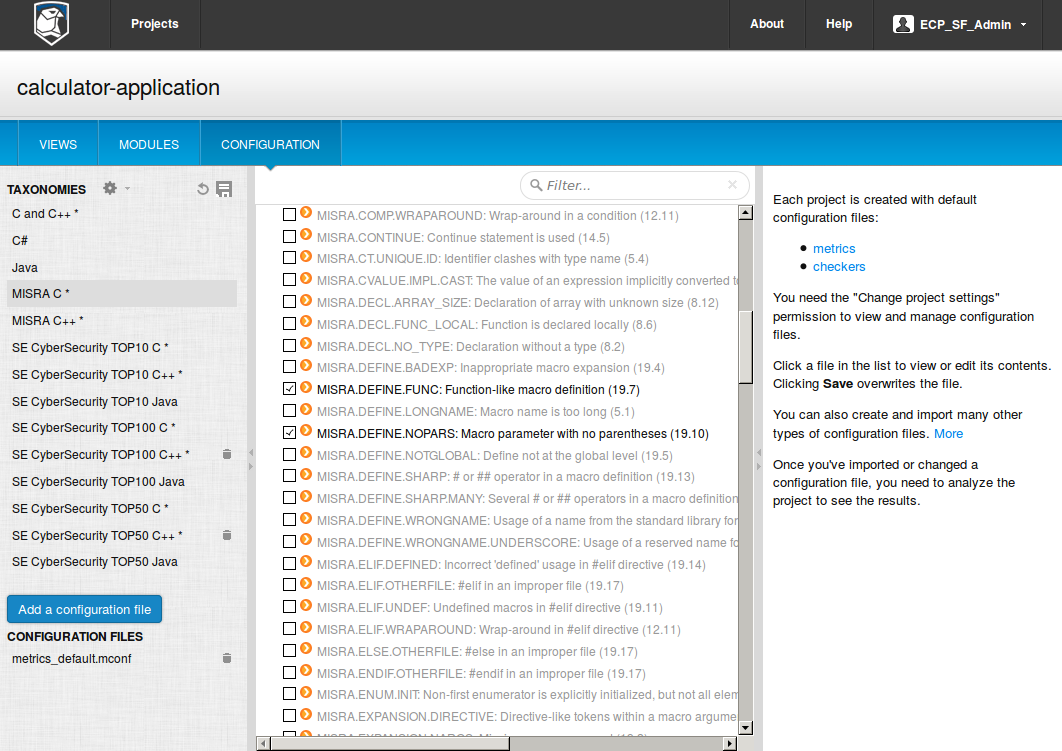 Projects
About
Help
ECP_SF_Admin
calculator-application
VIEWS
MODULES
CONFIGURATION
TAXONOMIES
C and C++ *
C#
Java
MISRA C *
MISRA C++ *
SE CyberSecurity TOP10 C *
SE CyberSecurity TOP10 C++ *
SE CyberSecurity TOP10 Java
SE CyberSecurity TOP100 C *
SE CyberSecurity TOP100 C++ *
SE CyberSecurity TOP100 Java
SE CyberSecurity TOP50 C *
SE CyberSecurity TOP50 C++ *
SE CyberSecurity TOP50 Java
Add a configuration file
CONFIGURATION FILES
metrics_default.mconf
Filter...
MISRA.COMP.WRAPAROUND: Wrap-around in a condition (12.11)
MISRA.CONTINUE: Continue statement is used (14.5)
MISRA.CT.UNIQUE.ID: Identifier clashes with type name (5.4)
MISRA.CVALUE.IMPL.CAST: The value of an expression implicitly converted to
MISRA.DECL.ARRAY_SIZE: Declaration of array with unknown size (8.12)
MISRA.DECL.FUNC_LOCAL: Function is declared locally (8.6)
MISRA.DECL.NO_TYPE: Declaration without a type (8.2)
MISRA.DEFINE.BADEXP: Inappropriate macro expansion (19.4)
MISRA.DEFINE.FUNC: Function-like macro definition (19.7)
MISRA.DEFINE.LONGNAME: Macro name is too long (5.1)
MISRA.DEFINE.NOPARS: Macro parameter with no parentheses (19.10)
MISRA.DEFINE.NOTGLOBAL: Define not at the global level (19.5)
MISRA.DEFINE.SHARP: # or ## operator in a macro definition (19.13)
MISRA.DEFINE.SHARP.MANY: Several # or ## operators in a macro definition
MISRA.DEFINE.WRONGNAME: Usage of a name from the standard library for
MISRA.DEFINE.WRONGNAME.UNDERSCORE: Usage of a reserved name fo
MISRA.ELIF.DEFINED: Incorrect 'defined' usage in #elif directive (19.14)
MISRA.ELIF.OTHERFILE: #elif in an improper file (19.17)
MISRA.ELIF.UNDEF: Undefined macros in #elif directive (19.11)
MISRA.ELIF.WRAPAROUND: Wrap-around in #elif directive (12.11)
MISRA.ELSE.OTHERFILE: #else in an improper file (19.17)
MISRA.ENDIF.OTHERFILE: #endif in an improper file (19.17)
MISRA.ENUM.INIT: Non-first enumerator is explicitly initialized, but not all elem
MISRA.EXPANSION.DIRECTIVE: Directive-like tokens within a macro argume
Each project is created with default
configuration files:
metrics
checkers
You need the "Change project settings"
permission to view and manage configuration
files.
Click a file in the list to view or edit its contents.
Clicking Save overwrites the file.
You can also create and import many other
types of configuration files. More
Once you've imported or changed a
configuration file, you need to analyze the
project to see the results.